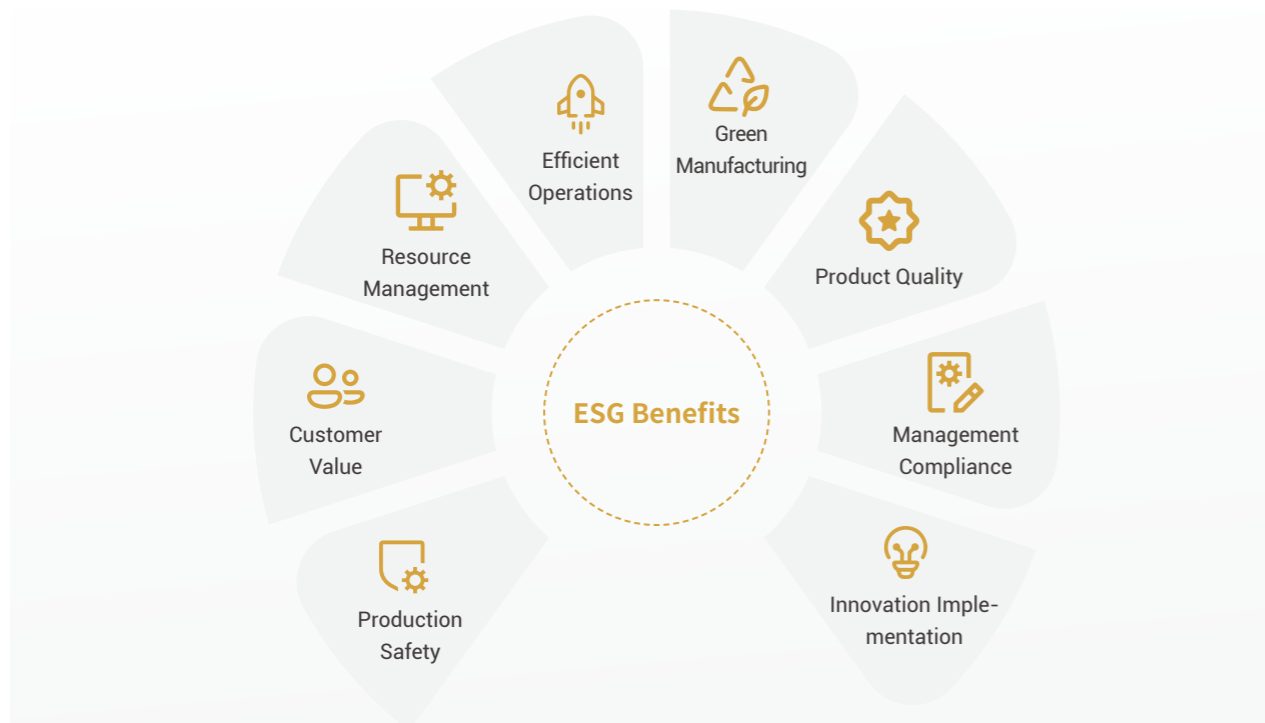 Efficient
Operations
Green
Manufacturing
Resource
Management
Product Quality
ESG Benefits
Customer
Value
Management
Compliance
Production
Safety
Innovation Imple-
mentation